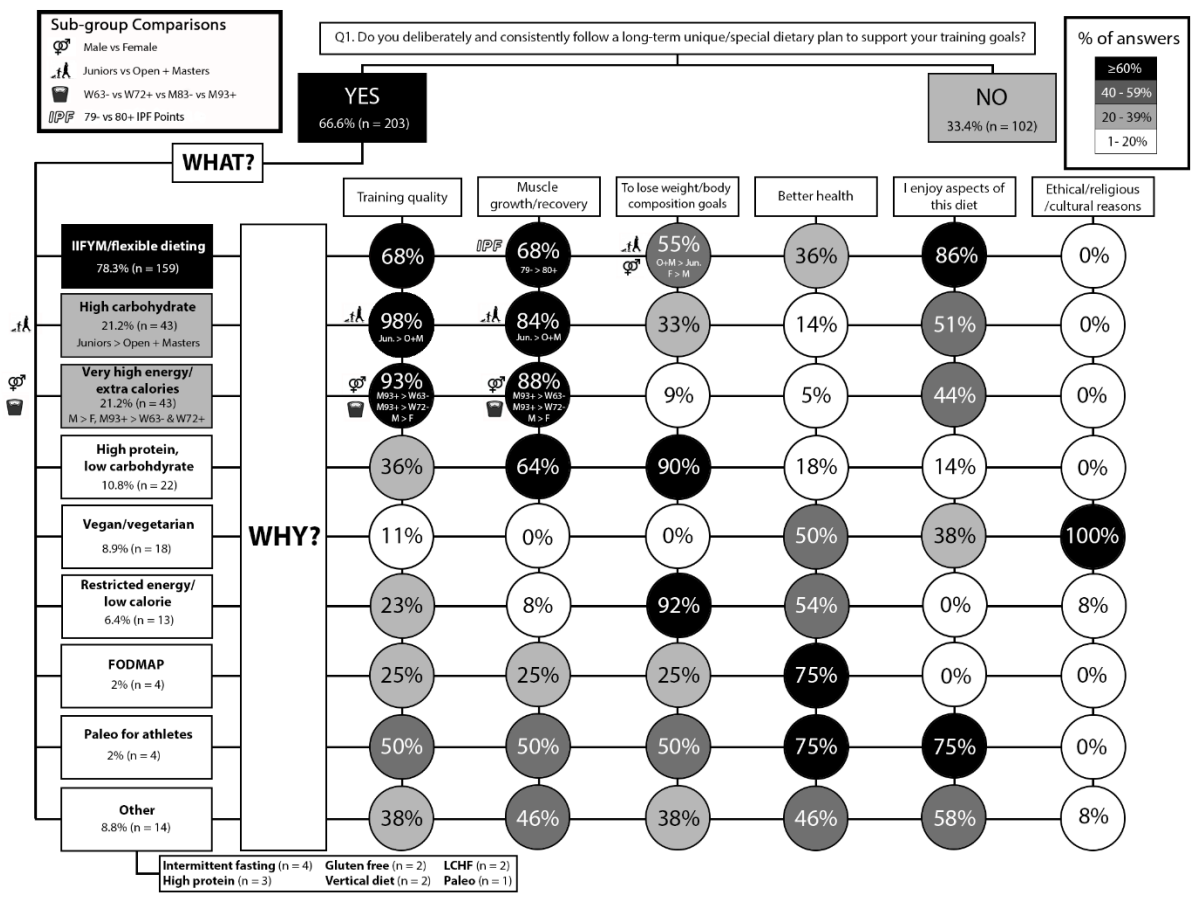 Sub-group Comparisons
Male vs Female
Juniors vs Open + Masters
W63- vs W72+ vs M83- vs M93+
IPF 79- vs 80+ IPF Points
Q1. Do you deliberately and consistently follow a long-term unique/special dietary plan to support your training goals?
% of answers
≥60%
40 - 59%
20 - 39%
1- 20%
YES
66.6% (n = 203)
NO
33.4% (n = 102)
WHAT?
Training quality
Muscle
growth/recovery
To lose weight/body
composition goals
Better health
I enjoy aspects of
this diet
Ethical/religious
/cultural reasons
WHY?
IIFYM/flexible dieting
78.3% (n = 159)
68%
IPF
68%
79- > 80+
55%
O+M > Jun.
F > M
36%
86%
0%
High carbohydrate
21.2% (n = 43)
Juniors > Open + Masters
98%
Jun. > O+M
84%
Jun. > O+M
33%
14%
51%
0%
Very high energy/
extra calories
21.2% (n = 43)
M > F, M93+ > W63- & W72+
93%
M93+ > W63-
M93+ > W72-
M > F
88%
M93+ > W63-
M93+ > W72-
M > F
9%
5%
44%
0%
High protein,
low carbohdyrate
10.8% (n = 22)
36%
64%
90%
18%
14%
0%
Vegan/vegetarian
8.9% (n = 18)
11%
0%
0%
50%
38%
100%
Restricted energy/
low calorie
6.4% (n = 13)
23%
8%
92%
54%
0%
8%
FODMAP
2% (n = 4)
25%
25%
25%
75%
0%
0%
Paleo for athletes
2% (n = 4)
50%
50%
50%
75%
75%
0%
Other
8.8% (n = 14)
38%
46%
38%
46%
58%
8%
Intermittent fasting (n = 4) Gluten free (n = 2) LCHF (n = 2)
High protein (n = 3) Vertical diet (n = 2) Paleo (n = 1)